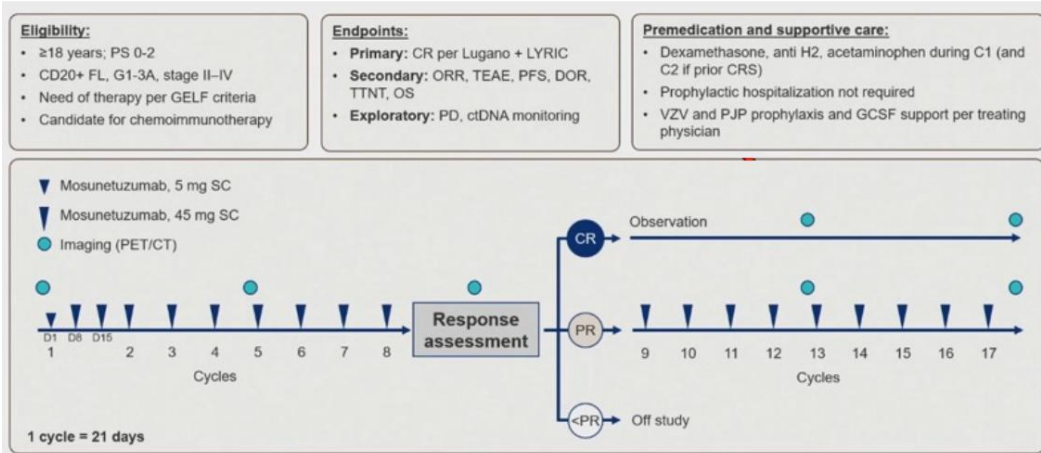 Eligibility:
• ≥18 years; PS 0-2
• CD20+ FL, G1-3A, stage II–IV
• Need of therapy per GELF criteria
• Candidate for chemoimmunotherapy
Endpoints:
• Primary: CR per Lugano + LYRIC
• Secondary: ORR, TEAE, PFS, DOR,
TTNT, OS
• Exploratory: PD, ctDNA monitoring
Premedication and supportive care:
• Dexamethasone, anti H2, acetaminophen during C1 (and
C2 if prior CRS)
• Prophylactic hospitalization not required
• VZV and PJP prophylaxis and GCSF support per treating
physician
Mosunetuzumab, 5 mg SC
Mosunetuzumab, 45 mg SC
Imaging (PET/CT)
D1 D8 D15
1 2 3 4 5 6 7 8
Cycles
Response
assessment
CR
Observation
PR
9 10 11 12 13 14 15 16 17
Cycles
<PR
Off study
1 cycle = 21 days